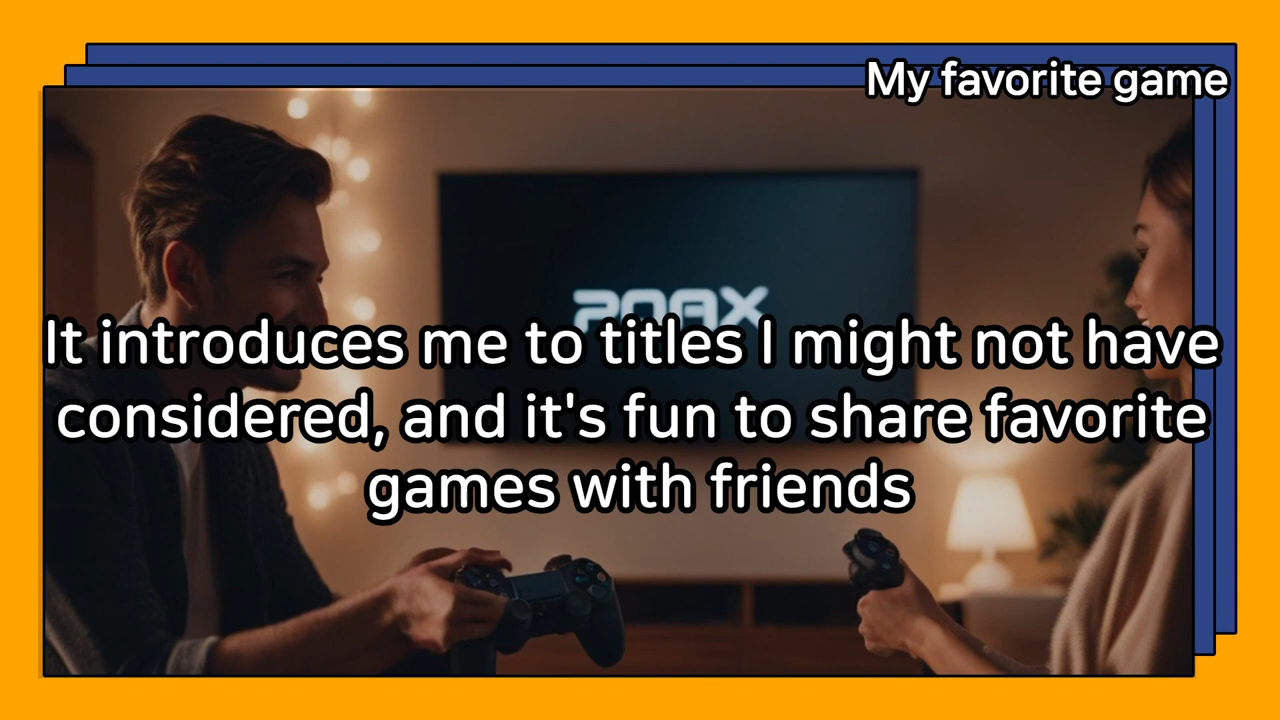 My favorite game
It introduces me to titles I might not have
considered, and it's fun to share favorite
games with friends